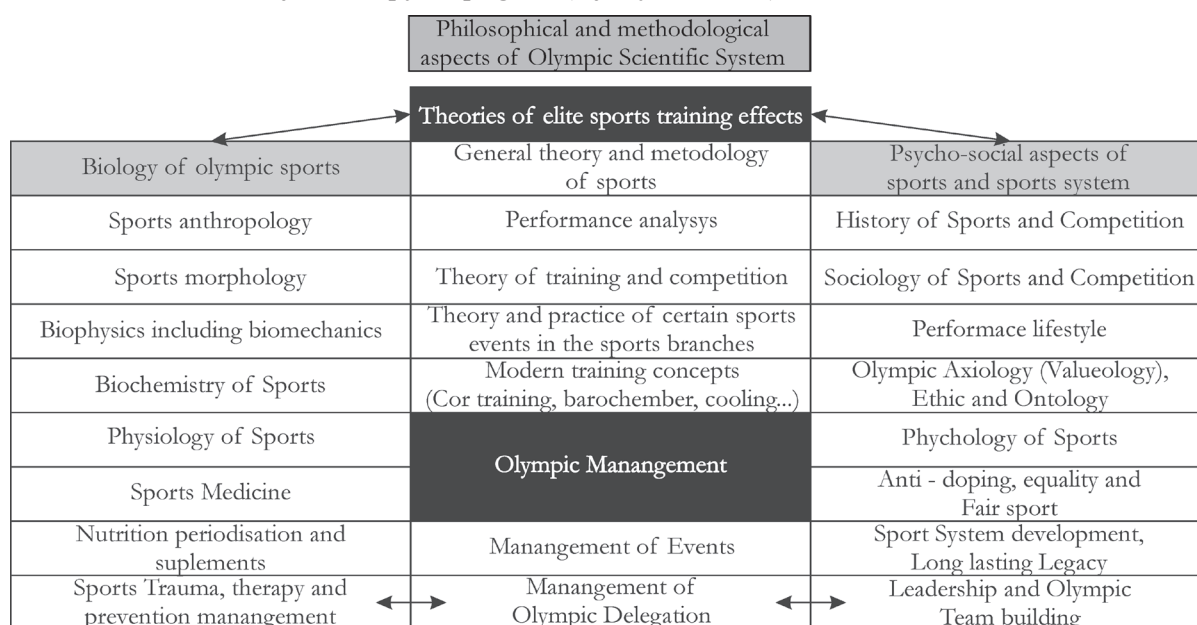 Philosophical and methodological
aspects of Olympic Scientific System
Theories of elite sports training effects
Biology of olympic sports
General theory and metodology
of sports
Psycho-social aspects of
sports and sports system
Sports anthropology
Performance analysys
History of Sports and Competition
Sports morphology
Theory of training and competition
Sociology of Sports and Competition
Biophysics including biomechanics
Theory and practice of certain sports
events in the sports branches
Performace lifestyle
Biochemistry of Sports
Modern training concepts
(Cor training, barochember, cooling...)
Olympic Axiology (Valueology),
Ethic and Ontology
Physiology of Sports
Olympic Manangement
Phychology of Sports
Sports Medicine
Anti - doping, equality and
Fair sport
Nutrition periodisation and
suplements
Manangement of Events
Sport System development,
Long lasting Legacy
Sports Trauma, therapy and
prevention manangement
Manangement of
Olympic Delegation
Leadership and Olympic
Team building